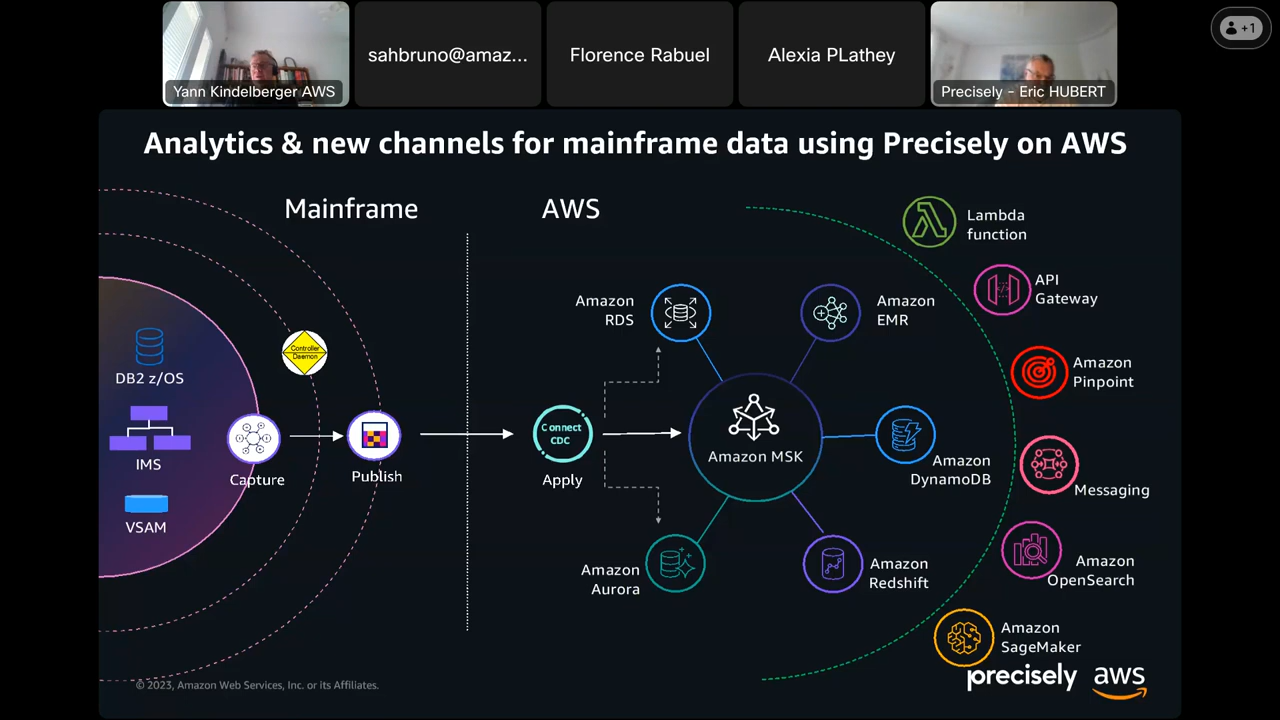 Yann Kindelberger AWS
sahbruno@amaz...
Florence Rabuel
Alexia PLathey
Precisely - Eric HUBERT
+1
Analytics & new channels for mainframe data using Precisely on AWS
Mainframe
AWS
DB2 z/OS
IMS
VSAM
Controller
Daemon
Capture
Publish
Connect
CDC
Apply
Amazon
RDS
Amazon
EMR
Amazon MSK
Amazon
DynamoDB
Amazon
Aurora
Amazon
Redshift
Lambda
function
API
Gateway
Amazon
Pinpoint
Messaging
Amazon
OpenSearch
Amazon
SageMaker
© 2023, Amazon Web Services, Inc. or its Affiliates.
precisely
aws